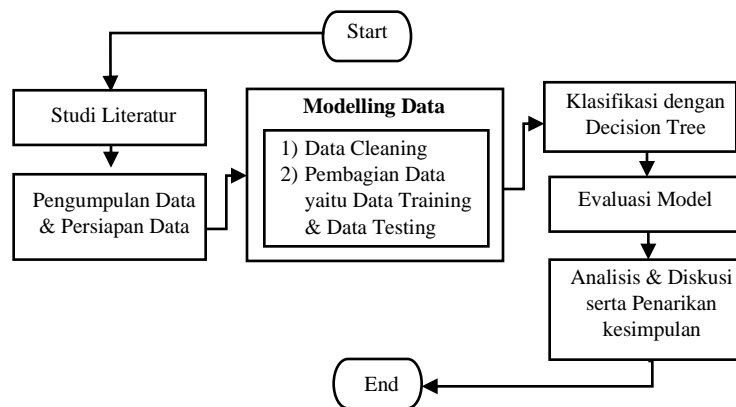 Start
Studi Literatur
Pengumpulan Data
& Persiapan Data
Modelling Data
1) Data Cleaning
2) Pembagian Data
yaitu Data Training
& Data Testing
Klasifikasi dengan
Decision Tree
Evaluasi Model
Analisis & Diskusi
serta Penarikan
kesimpulan
End